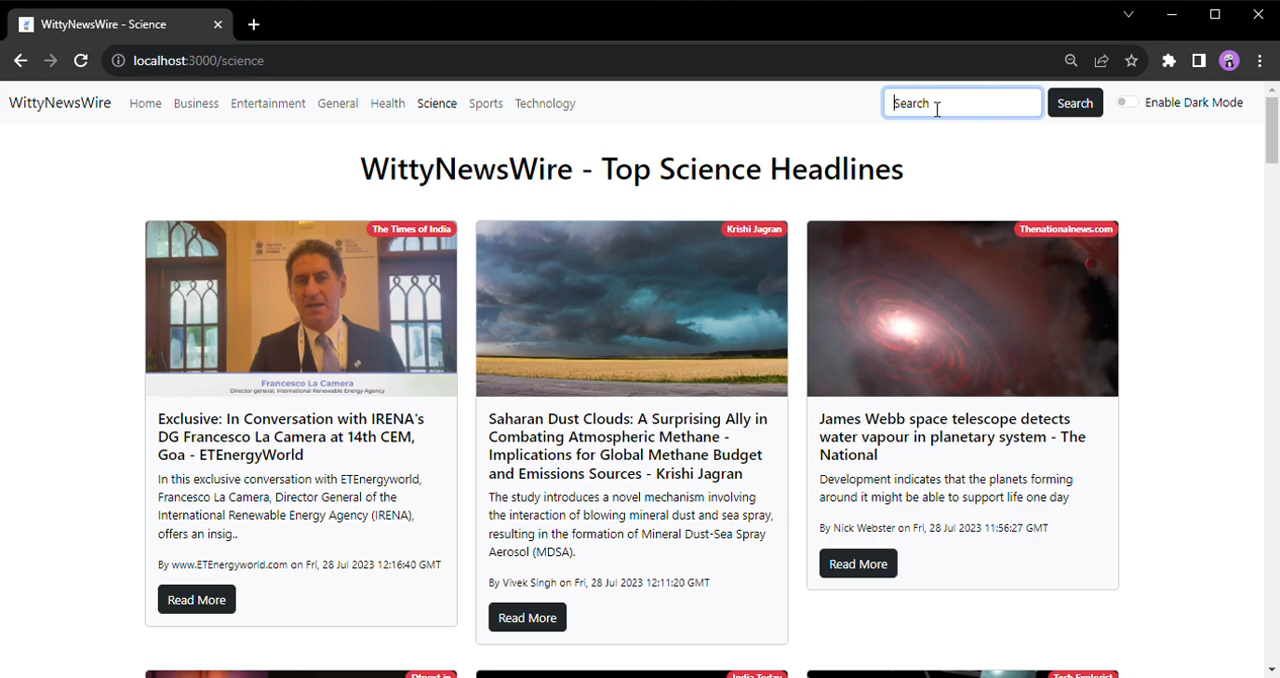 WittyNewsWire - Science
localhost:3000/science
WittyNewsWire Home Business Entertainment General Health Science Sports Technology Search Search Enable Dark Mode
WittyNewsWire - Top Science Headlines
The Times of India
Francesco La Camera
Director general, International Renewable Energy Agency
Exclusive: In Conversation with IRENA's
DG Francesco La Camera at 14th CEM,
Goa - ETEnergyWorld
In this exclusive conversation with ETEnergyworld,
Francesco La Camera, Director General of the
International Renewable Energy Agency (IRENA),
offers an insig..
By www.ETEnergyworld.com on Fri, 28 Jul 2023 12:16:40 GMT
Read More
Krishi Jagran
Saharan Dust Clouds: A Surprising Ally in
Combating Atmospheric Methane -
Implications for Global Methane Budget
and Emissions Sources - Krishi Jagran
The study introduces a novel mechanism involving
the interaction of blowing mineral dust and sea spray,
resulting in the formation of Mineral Dust-Sea Spray
Aerosol (MDSA).
By Vivek Singh on Fri, 28 Jul 2023 12:11:20 GMT
Read More
Thenationalnews.com
James Webb space telescope detects
water vapour in planetary system - The
National
Development indicates that the planets forming
around it might be able to support life one day
By Nick Webster on Fri, 28 Jul 2023 11:56:27 GMT
Read More
Dtnext.in
India Today
Tech Explorist